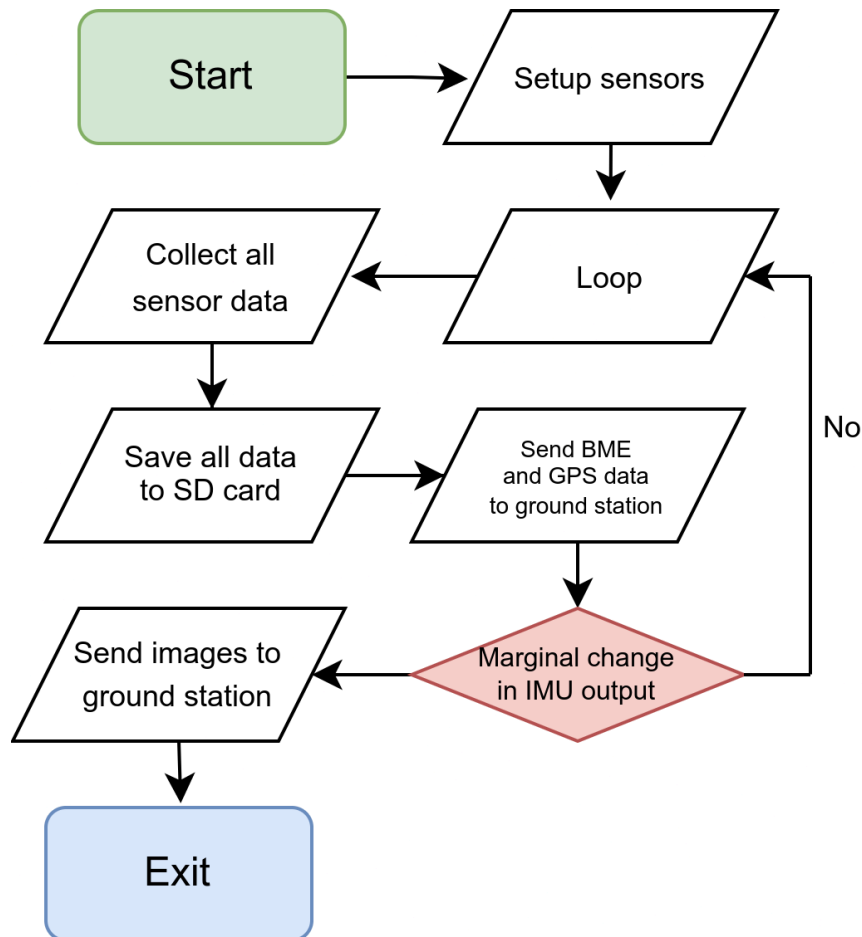 Start
Setup sensors
Collect all
sensor data
Loop
Save all data
to SD card
Send BME
and GPS data
to ground station
No
Send images to
ground station
Marginal change
in IMU output
Exit